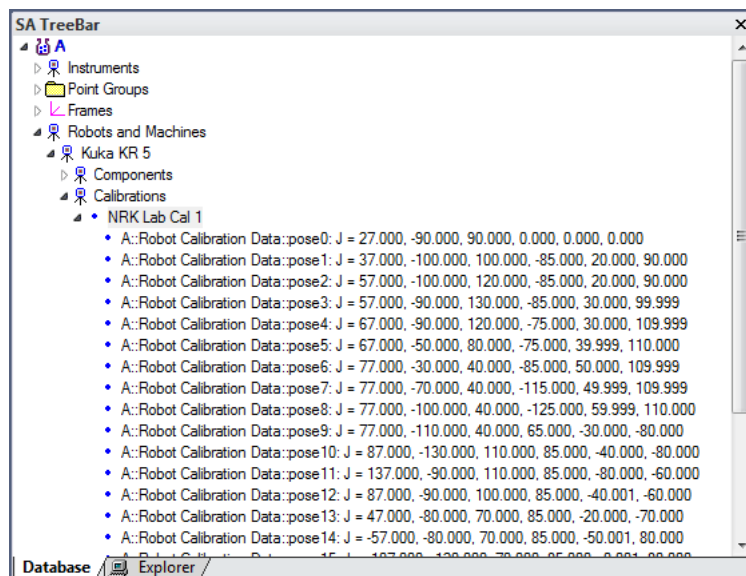 SA TreeBar
A
Instruments
Point Groups
Frames
Robots and Machines
Kuka KR 5
Components
Calibrations
NRK Lab Cal 1
A::Robot Calibration Data::pose0: J = 27.000, -90.000, 90.000, 0.000, 0.000, 0.000
A::Robot Calibration Data::pose1: J = 37.000, -100.000, 100.000, -85.000, 20.000, 90.000
A::Robot Calibration Data::pose2: J = 57.000, -100.000, 120.000, -85.000, 20.000, 90.000
A::Robot Calibration Data::pose3: J = 57.000, -90.000, 130.000, -85.000, 30.000, 99.999
A::Robot Calibration Data::pose4: J = 67.000, -90.000, 120.000, -75.000, 30.000, 109.999
A::Robot Calibration Data::pose5: J = 67.000, -50.000, 80.000, -75.000, 39.999, 110.000
A::Robot Calibration Data::pose6: J = 77.000, -30.000, 40.000, -85.000, 50.000, 109.999
A::Robot Calibration Data::pose7: J = 77.000, -70.000, 40.000, -115.000, 49.999, 109.999
A::Robot Calibration Data::pose8: J = 77.000, -100.000, 40.000, -125.000, 59.999, 110.000
A::Robot Calibration Data::pose9: J = 77.000, -110.000, 40.000, 65.000, -30.000, -80.000
A::Robot Calibration Data::pose10: J = 87.000, -130.000, 110.000, 85.000, -40.000, -80.000
A::Robot Calibration Data::pose11: J = 137.000, -90.000, 110.000, 85.000, -80.000, -60.000
A::Robot Calibration Data::pose12: J = 87.000, -90.000, 100.000, 85.000, -40.001, -60.000
A::Robot Calibration Data::pose13: J = 47.000, -80.000, 70.000, 85.000, -20.000, -70.000
A::Robot Calibration Data::pose14: J = -57.000, -80.000, 70.000, 85.000, -50.001, 80.000
A::Robot Calibration Data::pose15: J =
Database
Explorer